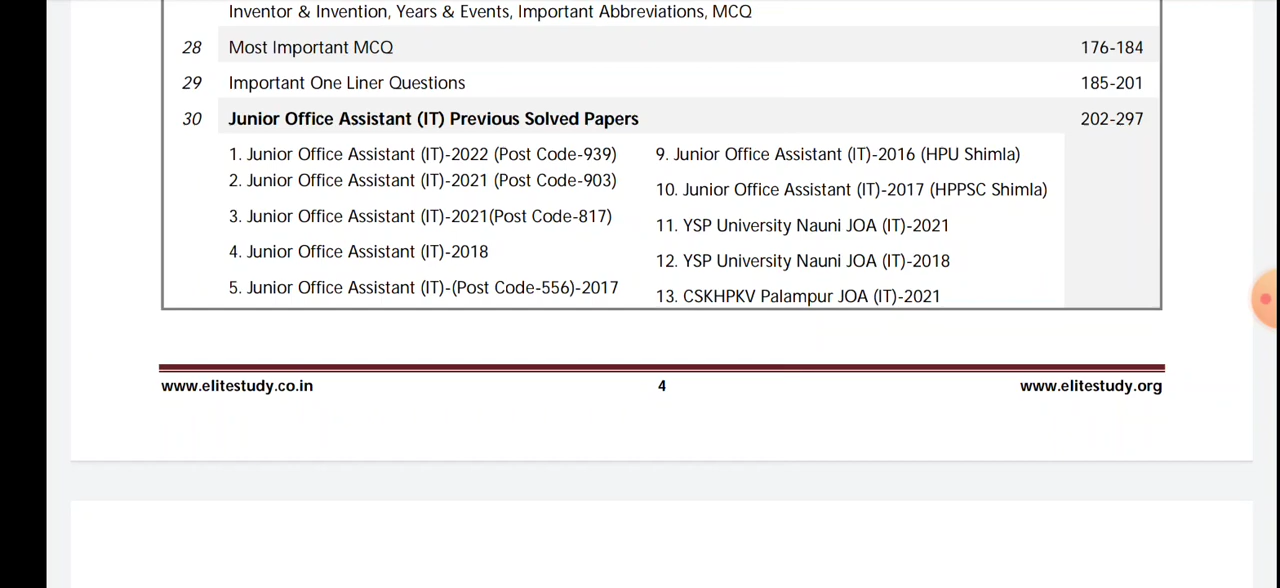 Inventor & Invention, Years & Events, Important Abbreviations, MCQ
28 Most Important MCQ 176-184
29 Important One Liner Questions 185-201
30 Junior Office Assistant (IT) Previous Solved Papers 202-297
1. Junior Office Assistant (IT)-2022 (Post Code-939)
2. Junior Office Assistant (IT)-2021 (Post Code-903)
3. Junior Office Assistant (IT)-2021(Post Code-817)
4. Junior Office Assistant (IT)-2018
5. Junior Office Assistant (IT)-(Post Code-556)-2017
9. Junior Office Assistant (IT)-2016 (HPU Shimla)
10. Junior Office Assistant (IT)-2017 (HPPSC Shimla)
11. YSP University Nauni JOA (IT)-2021
12. YSP University Nauni JOA (IT)-2018
13. CSKHPKV Palampur JOA (IT)-2021
www.elitestudy.co.in 4 www.elitestudy.org